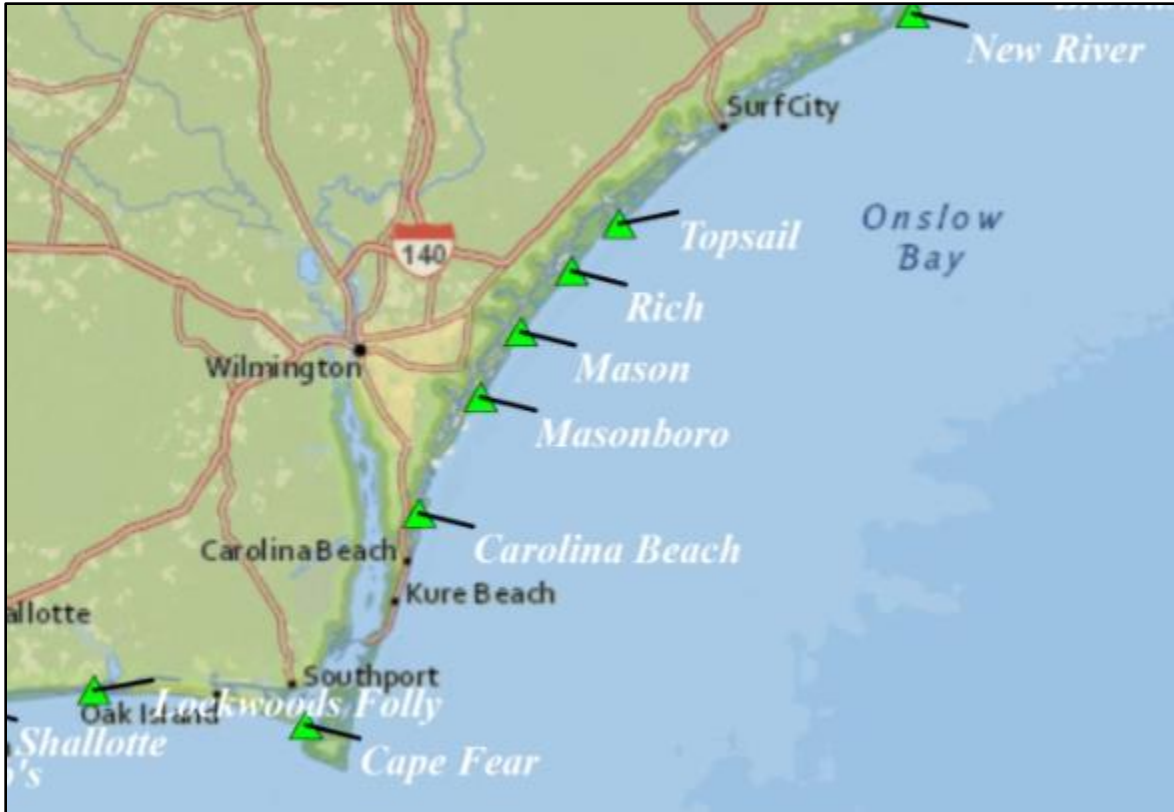 New River
Surf City
Onslow
Bay
Topsail
140
Rich
Mason
Wilmington
Masonboro
Carolina Beach
Carolina Beach
Kure Beach
allotte
Southport
Lockwoods Folly
Oak Island
Shallotte
Cape Fear
's